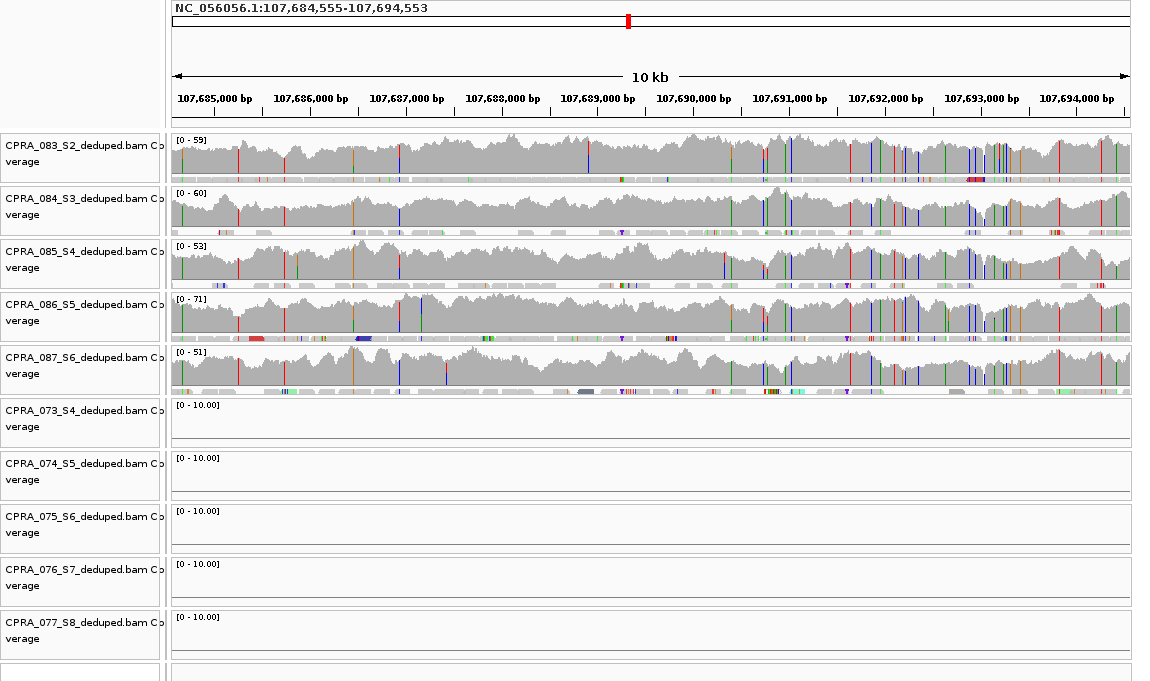 NC_056056.1:107,684,555-107,694,553
10 kb
107,685,000 bp 107,686,000 bp 107,687,000 bp 107,688,000 bp 107,689,000 bp 107,690,000 bp 107,691,000 bp 107,692,000 bp 107,693,000 bp 107,694,000 bp
CPRA_083_S2_deduped.bam Co
verage
[0 - 59]
CPRA_084_S3_deduped.bam Co
verage
[0 - 60]
CPRA_085_S4_deduped.bam Co
verage
[0 - 53]
CPRA_086_S5_deduped.bam Co
verage
[0 - 71]
CPRA_087_S6_deduped.bam Co
verage
[0 - 51]
CPRA_073_S4_deduped.bam Co
verage
[0 - 10.00]
CPRA_074_S5_deduped.bam Co
verage
[0 - 10.00]
CPRA_075_S6_deduped.bam Co
verage
[0 - 10.00]
CPRA_076_S7_deduped.bam Co
verage
[0 - 10.00]
CPRA_077_S8_deduped.bam Co
verage
[0 - 10.00]